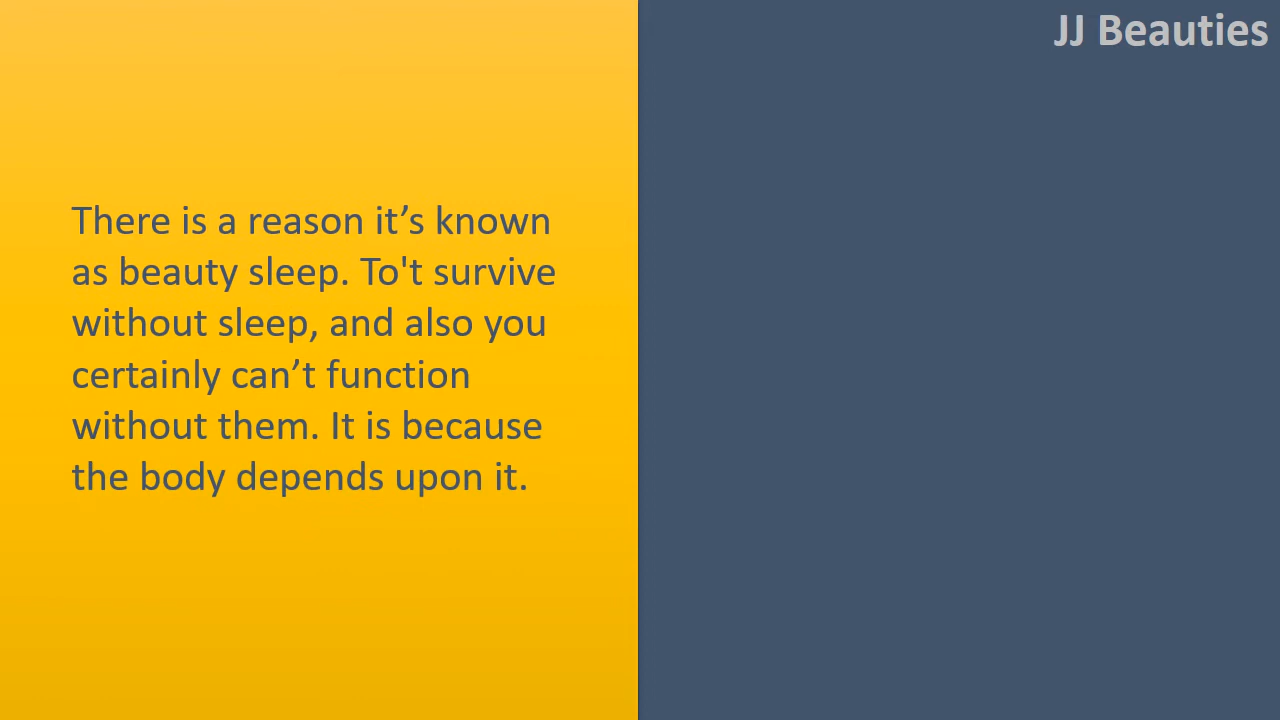 JJ Beauties
There is a reason it’s known
as beauty sleep. To't survive
without sleep, and also you
certainly can’t function
without them. It is because
the body depends upon it.